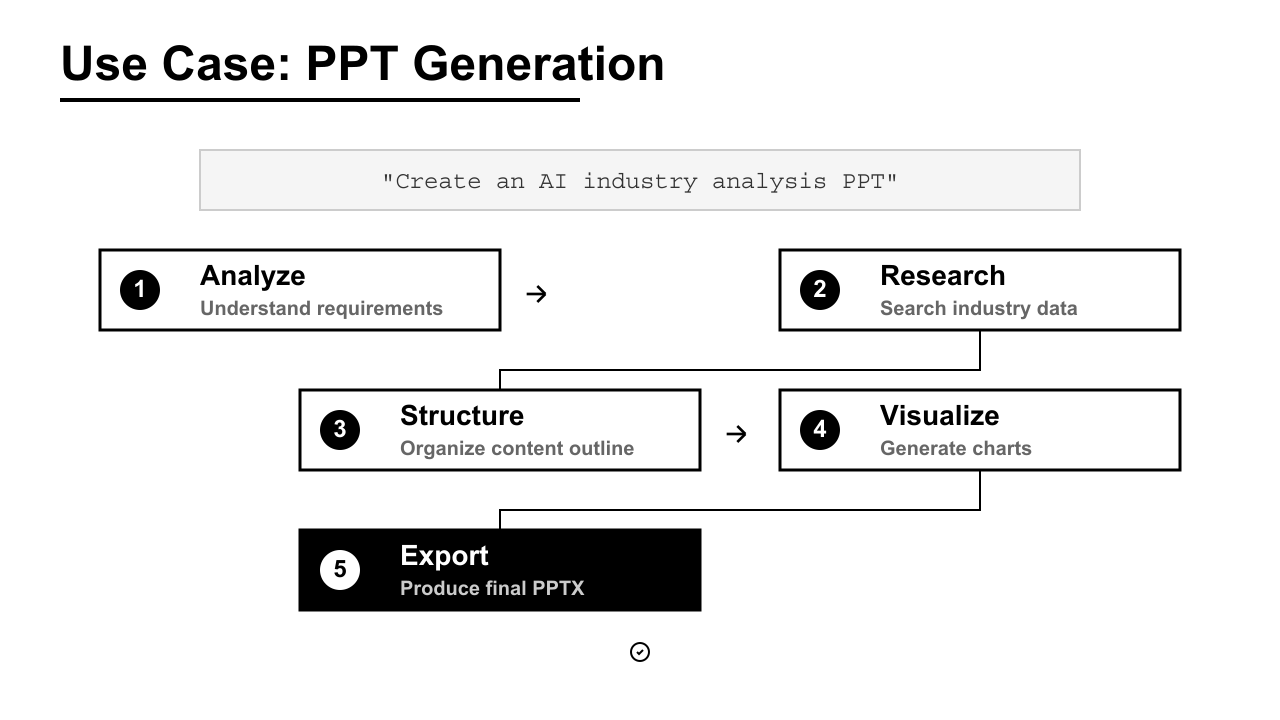 Use Case: PPT Generation
"Create an AI industry analysis PPT"
1
Analyze
Understand requirements
2
Research
Search industry data
3
Structure
Organize content outline
4
Visualize
Generate charts
5
Export
Produce final PPTX